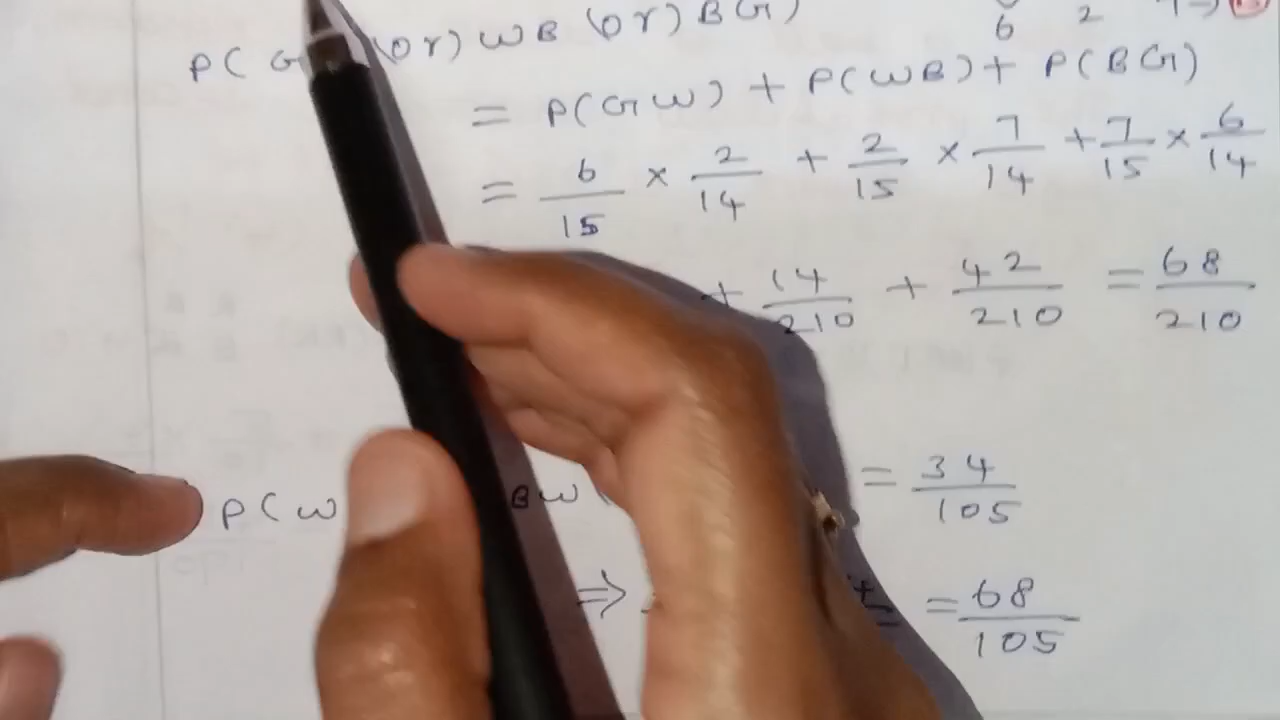 P(G (or) WB (or) BG)
6 2
= P(GW) + P(WB) + P(BG)
= 6/15 × 2/14 + 2/15 × 7/14 + 7/15 × 6/14
+ 14/210 + 42/210 = 68/210
P(W BW = 34/105
⇒ = 68/105